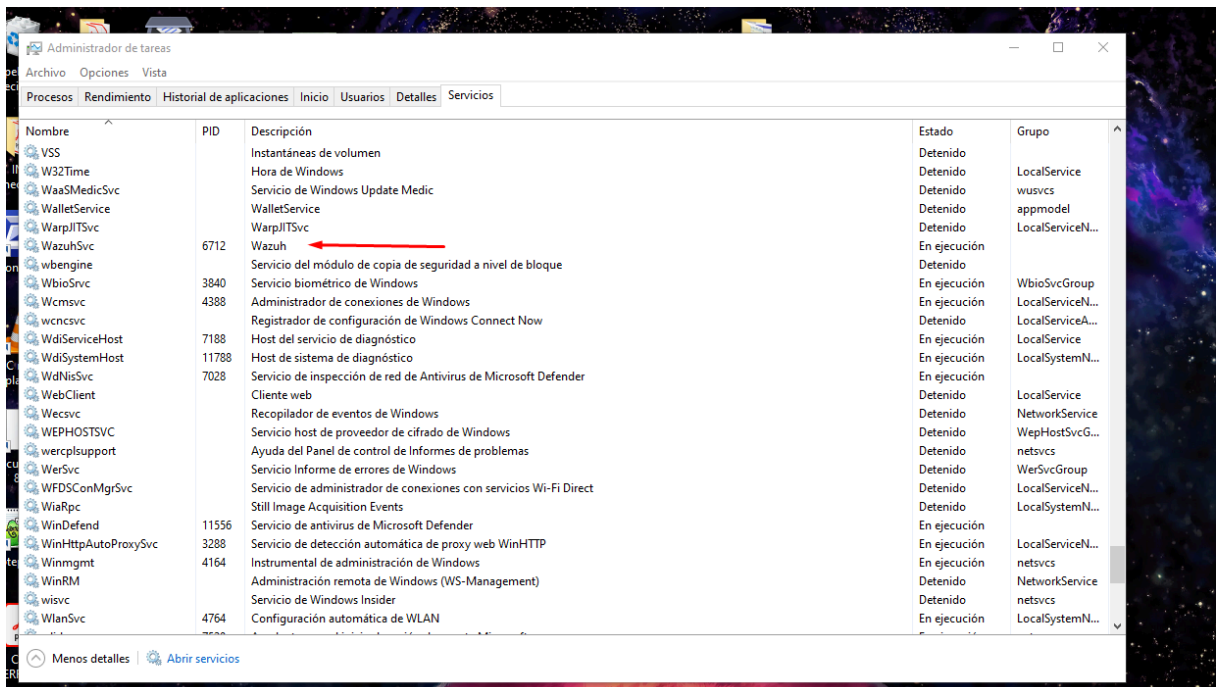 Administrador de tareas
Archivo Opciones Vista
Procesos Rendimiento Historial de aplicaciones Inicio Usuarios Detalles Servicios
Nombre PID Descripción Estado Grupo
VSS Instantáneas de volumen Detenido
W32Time Hora de Windows Detenido LocalService
WaaSMedicSvc Servicio de Windows Update Medic Detenido wusvcs
WalletService WalletService Detenido appmodel
WarpJITSvc WarpJITSvc Detenido LocalServiceN...
WazuhSvc 6712 Wazuh En ejecución
wbengine Servicio del módulo de copia de seguridad a nivel de bloque Detenido
WbioSrvc 3840 Servicio biométrico de Windows En ejecución WbioSvcGroup
Wcmsvc 4388 Administrador de conexiones de Windows En ejecución LocalServiceN...
wcncsvc Registrador de configuración de Windows Connect Now Detenido LocalServiceA...
WdiServiceHost 7188 Host del servicio de diagnóstico En ejecución LocalService
WdiSystemHost 11788 Host de sistema de diagnóstico En ejecución LocalSystemN...
WdNisSvc 7028 Servicio de inspección de red de Antivirus de Microsoft Defender En ejecución
WebClient Cliente web Detenido LocalService
Wecsvc Recopilador de eventos de Windows Detenido NetworkService
WEPHOSTSVC Servicio host de proveedor de cifrado de Windows Detenido WepHostSvcG...
wercplsupport Ayuda del Panel de control de Informes de problemas Detenido netsvcs
WerSvc Servicio Informe de errores de Windows Detenido WerSvcGroup
WFDSConMgrSvc Servicio de administrador de conexiones con servicios Wi-Fi Direct Detenido LocalServiceN...
WiaRpc Still Image Acquisition Events Detenido LocalSystemN...
WinDefend 11556 Servicio de antivirus de Microsoft Defender En ejecución
WinHttpAutoProxySvc 3288 Servicio de detección automática de proxy web WinHTTP En ejecución LocalServiceN...
Winmgmt 4164 Instrumental de administración de Windows En ejecución netsvcs
WinRM Administración remota de Windows (WS-Management) Detenido NetworkService
wisvc Servicio de Windows Insider Detenido netsvcs
WlanSvc 4764 Configuración automática de WLAN En ejecución LocalSystemN...
Menos detalles Abrir servicios